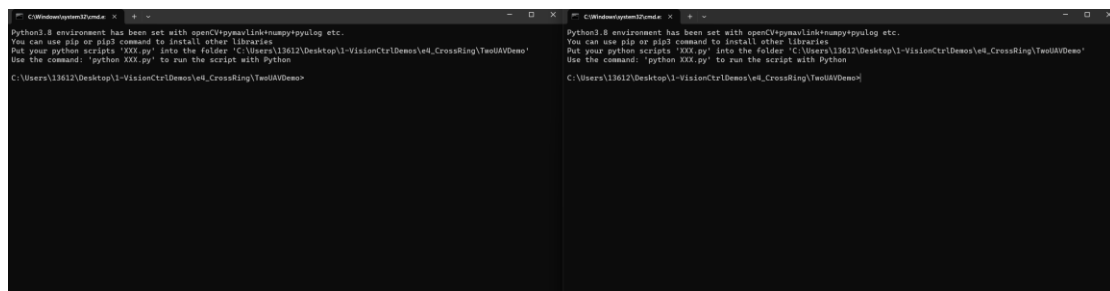 C:\Windows\system32\cmd.e
Python3.8 environment has been set with openCV+pymavlink+numpy+pyulog etc.
You can use pip or pip3 command to install other libraries
Put your python scripts 'XXX.py' into the folder 'C:\Users\13612\Desktop\1-VisionCtrlDemos\e4_CrossRing\TwoUAVDemo'
Use the command: 'python XXX.py' to run the script with Python
C:\Users\13612\Desktop\1-VisionCtrlDemos\e4_CrossRing\TwoUAVDemo>
C:\Windows\system32\cmd.e
Python3.8 environment has been set with openCV+pymavlink+numpy+pyulog etc.
You can use pip or pip3 command to install other libraries
Put your python scripts 'XXX.py' into the folder 'C:\Users\13612\Desktop\1-VisionCtrlDemos\e4_CrossRing\TwoUAVDemo'
Use the command: 'python XXX.py' to run the script with Python
C:\Users\13612\Desktop\1-VisionCtrlDemos\e4_CrossRing\TwoUAVDemo>